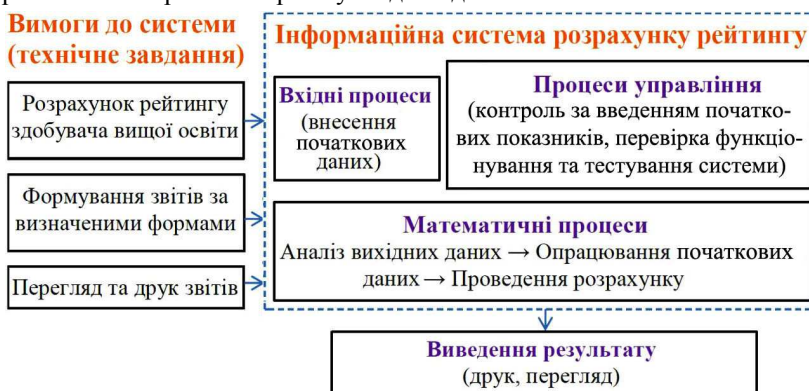 Вимоги до системи
(технічне завдання)
Розрахунок рейтингу
здобувача вищої освіти
Формування звітів за
визначеними формами
Перегляд та друк звітів
Інформаційна система розрахунку рейтингу
Вхідні процеси
(внесення
початкових
даних)
Процеси управління
(контроль за введенням початко-
вих показників, перевірка функціо-
нування та тестування системи)
Математичні процеси
Аналіз вихідних даних → Опрацювання початкових
даних → Проведення розрахунку
Виведення результату
(друк, перегляд)